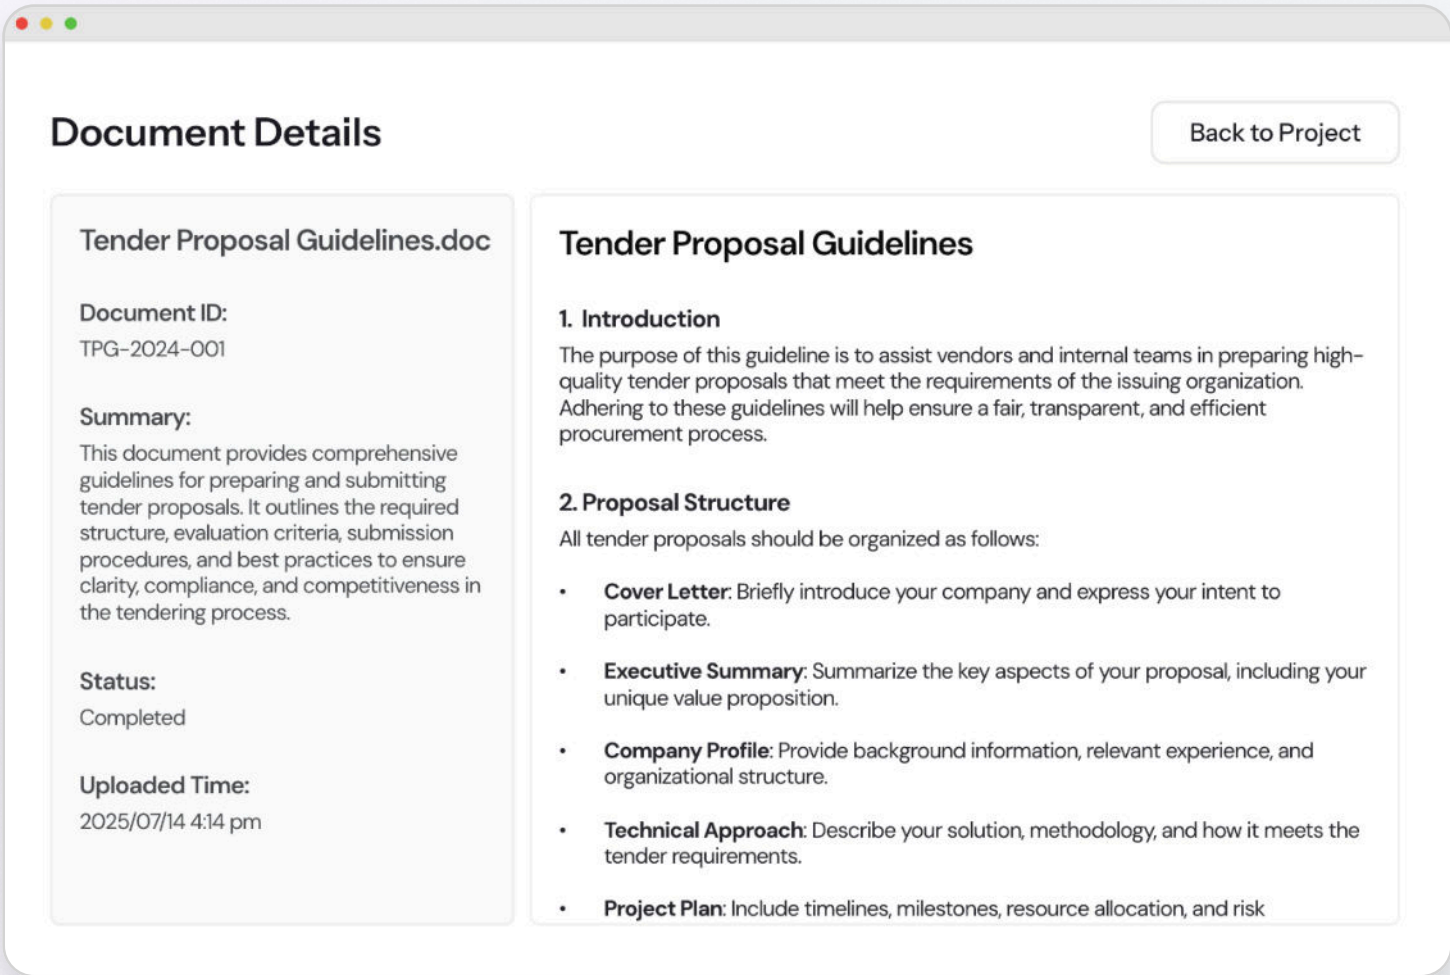 Document Details
Back to Project
Tender Proposal Guidelines.doc
Document ID:
TPG-2024-001
Summary:
This document provides comprehensive
guidelines for preparing and submitting
tender proposals. It outlines the required
structure, evaluation criteria, submission
procedures, and best practices to ensure
clarity, compliance, and competitiveness in
the tendering process.
Status:
Completed
Uploaded Time:
2025/07/14 4:14 pm
Tender Proposal Guidelines
1. Introduction
The purpose of this guideline is to assist vendors and internal teams in preparing high-
quality tender proposals that meet the requirements of the issuing organization.
Adhering to these guidelines will help ensure a fair, transparent, and efficient
procurement process.
2. Proposal Structure
All tender proposals should be organized as follows:
• Cover Letter: Briefly introduce your company and express your intent to
participate.
• Executive Summary: Summarize the key aspects of your proposal, including your
unique value proposition.
• Company Profile: Provide background information, relevant experience, and
organizational structure.
• Technical Approach: Describe your solution, methodology, and how it meets the
tender requirements.
• Project Plan: Include timelines, milestones, resource allocation, and risk